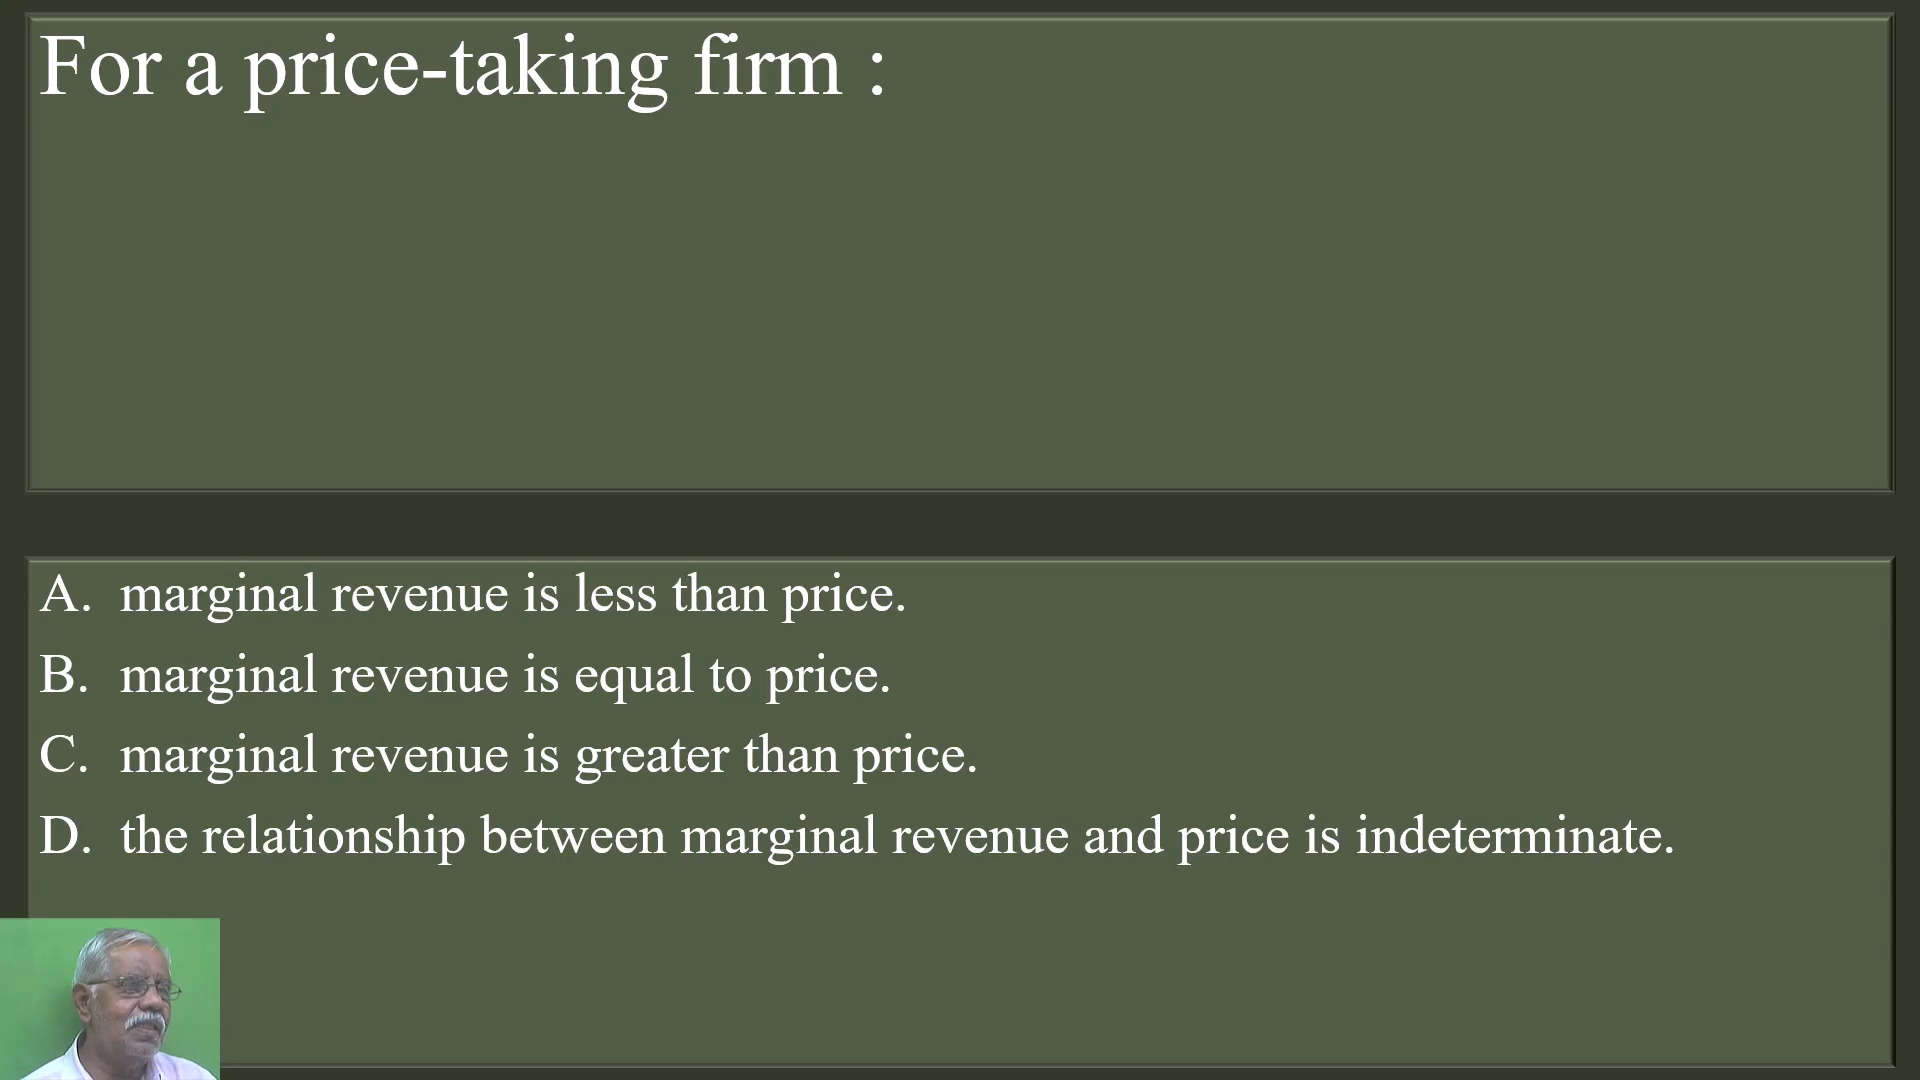 For a price-taking firm :
A. marginal revenue is less than price.
B. marginal revenue is equal to price.
C. marginal revenue is greater than price.
D. the relationship between marginal revenue and price is indeterminate.